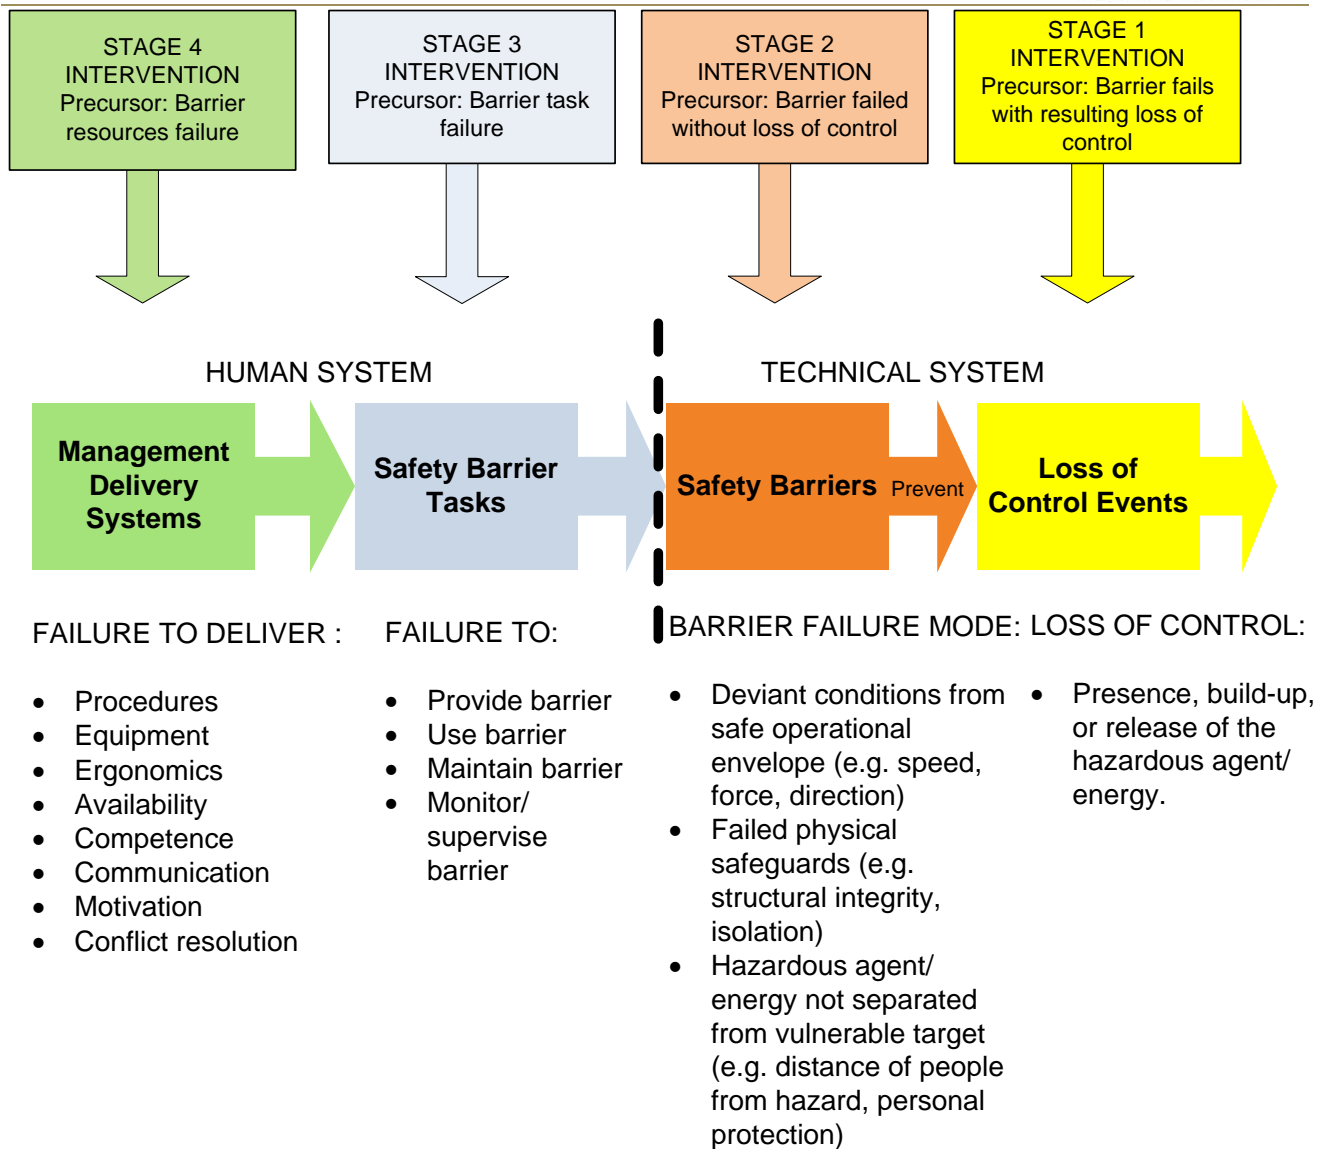 STAGE 4
INTERVENTION
Precursor: Barrier
resources failure
STAGE 3
INTERVENTION
Precursor: Barrier task
failure
STAGE 2
INTERVENTION
Precursor: Barrier failed
without loss of control
STAGE 1
INTERVENTION
Precursor: Barrier fails
with resulting loss of
control
HUMAN SYSTEM
TECHNICAL SYSTEM
Management
Delivery
Systems
Safety Barrier
Tasks
Safety Barriers
Prevent
Loss of
Control Events
FAILURE TO DELIVER :
• Procedures
• Equipment
• Ergonomics
• Availability
• Competence
• Communication
• Motivation
• Conflict resolution
FAILURE TO:
• Provide barrier
• Use barrier
• Maintain barrier
• Monitor/
supervise
barrier
BARRIER FAILURE MODE:
• Deviant conditions from
safe operational
envelope (e.g. speed,
force, direction)
• Failed physical
safeguards (e.g.
structural integrity,
isolation)
• Hazardous agent/
energy not separated
from vulnerable target
(e.g. distance of people
from hazard, personal
protection)
LOSS OF CONTROL:
• Presence, build-up,
or release of the
hazardous agent/
energy.